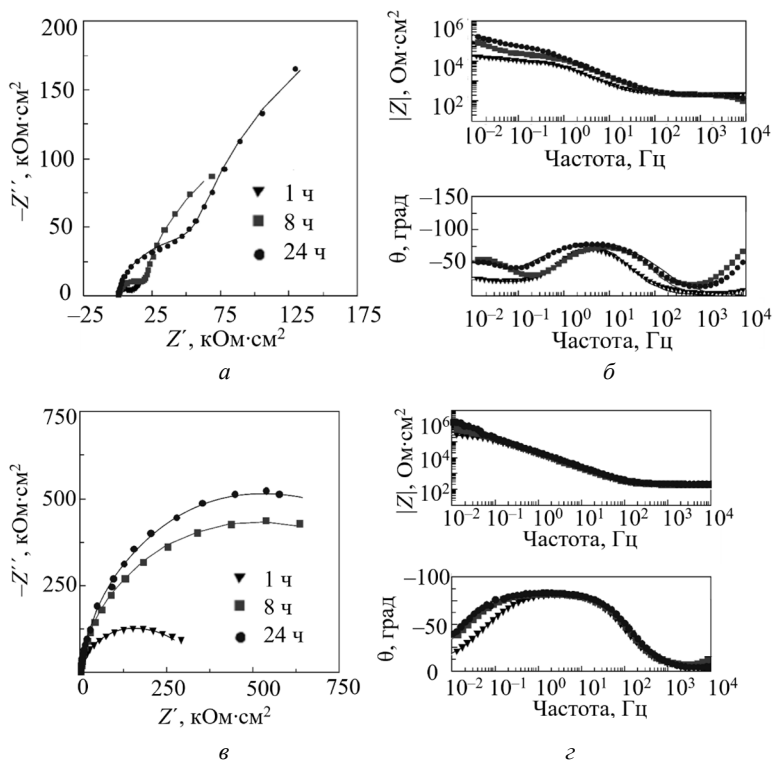 200
150
100
50
0
–Z´´, кОм·см²
1 ч
8 ч
24 ч
–25
25
75
125
175
Z´, кОм·см²
а
10⁶
10⁴
10²
|Z|, Ом·см²
10⁻² 10⁻¹ 10⁰ 10¹ 10² 10³ 10⁴
Частота, Гц
–150
–100
–50
θ, град
10⁻² 10⁻¹ 10⁰ 10¹ 10² 10³ 10⁴
Частота, Гц
б
750
500
250
–Z´´, кОм·см²
1 ч
8 ч
24 ч
0 250 500 750
Z´, кОм·см²
в
10⁶
10⁴
10²
|Z|, Ом·см²
10⁻² 10⁻¹ 10⁰ 10¹ 10² 10³ 10⁴
Частота, Гц
–100
–50
0
θ, град
10⁻² 10⁻¹ 10⁰ 10¹ 10² 10³ 10⁴
Частота, Гц
г